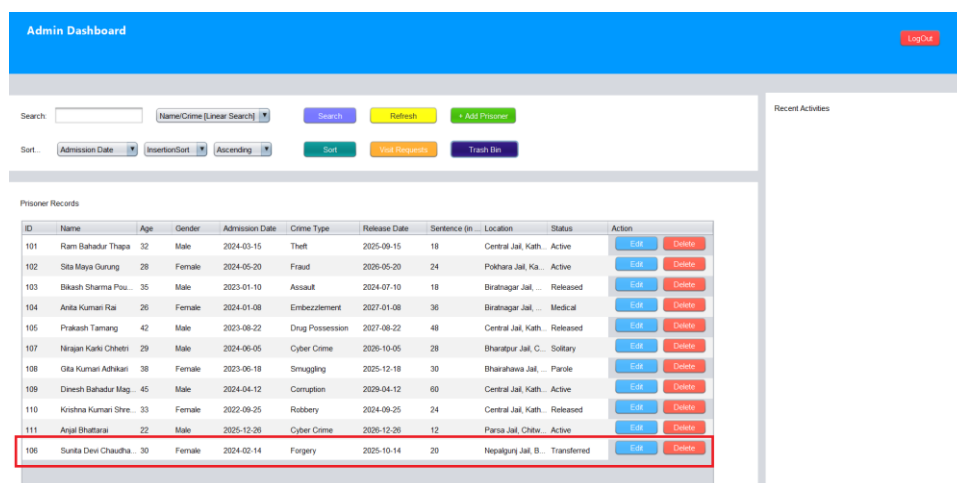 Admin Dashboard
LogOut
Search: Name/Crime [Linear Search] Search Refresh + Add Prisoner
Sort... Admission Date InsertionSort Ascending Sort Visit Requests Trash Bin
Recent Activities
Prisoner Records
ID Name Age Gender Admission Date Crime Type Release Date Sentence (in ... Location Status Action
101 Ram Bahadur Thapa 32 Male 2024-03-15 Theft 2025-09-15 18 Central Jail, Kath... Active Edit Delete
102 Sita Maya Gurung 28 Female 2024-05-20 Fraud 2026-05-20 24 Pokhara Jail, Ka... Active Edit Delete
103 Bikash Sharma Pou... 35 Male 2023-01-10 Assault 2024-07-10 18 Biratnagar Jail, ... Released Edit Delete
104 Anita Kumari Rai 26 Female 2024-01-08 Embezzlement 2027-01-08 36 Biratnagar Jail, ... Medical Edit Delete
105 Prakash Tamang 42 Male 2023-08-22 Drug Possession 2027-08-22 48 Central Jail, Kath... Released Edit Delete
107 Nirajan Karki Chhetri 29 Male 2024-06-05 Cyber Crime 2026-10-05 28 Bharatpur Jail, C... Solitary Edit Delete
108 Gita Kumari Adhikari 38 Female 2023-06-18 Smuggling 2025-12-18 30 Bhairahawa Jail, ... Parole Edit Delete
109 Dinesh Bahadur Mag... 45 Male 2024-04-12 Corruption 2029-04-12 60 Central Jail, Kath... Active Edit Delete
110 Krishna Kumari Shre... 33 Female 2022-09-25 Robbery 2024-09-25 24 Central Jail, Kath... Released Edit Delete
111 Anjal Bhattarai 22 Male 2025-12-26 Cyber Crime 2026-12-26 12 Parsa Jail, Chitw... Active Edit Delete
106 Sunita Devi Chaudha... 30 Female 2024-02-14 Forgery 2025-10-14 20 Nepalgunj Jail, B... Transferred Edit Delete